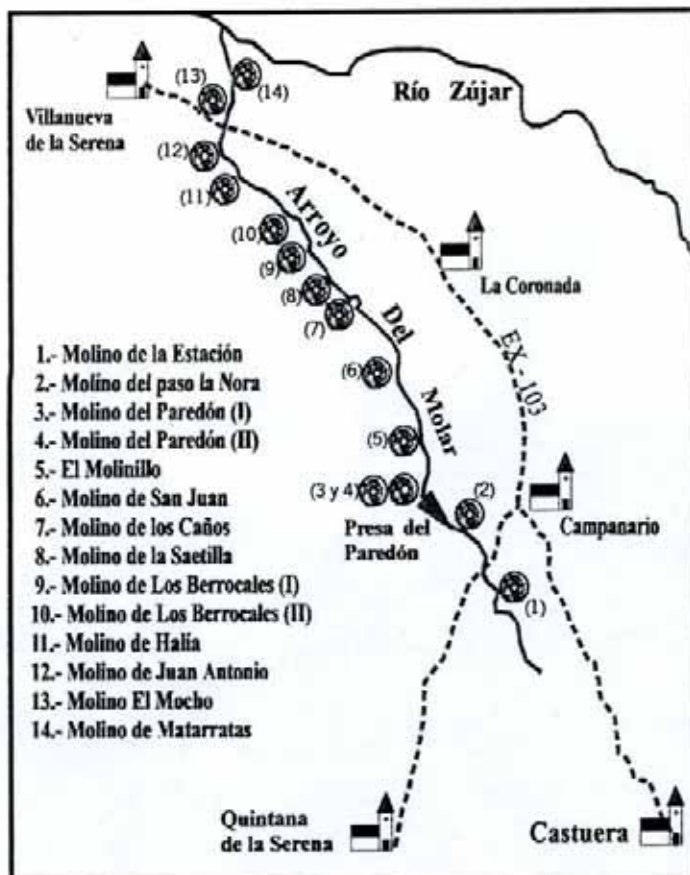 (13)
(14)
Río Zújar
Villanueva
de la Serena
(12)
(11)
Arroyo
(10)
(9)
La Coronada
(8)
Del
(7)
EX - 103
1.- Molino de la Estación
2.- Molino del paso la Nora
(6)
3.- Molino del Paredón (I)
Molar
4.- Molino del Paredón (II)
5.- El Molinillo
(5)
6.- Molino de San Juan
(3 y 4)
(2)
7.- Molino de los Caños
Presa del
Paredón
Campanario
8.- Molino de la Saetilla
9.- Molino de Los Berrocales (I)
(1)
10.- Molino de Los Berrocales (II)
11.- Molino de Halía
12.- Molino de Juan Antonio
13.- Molino El Mocho
14.- Molino de Matarratas
Quintana
de la Serena
Castuera